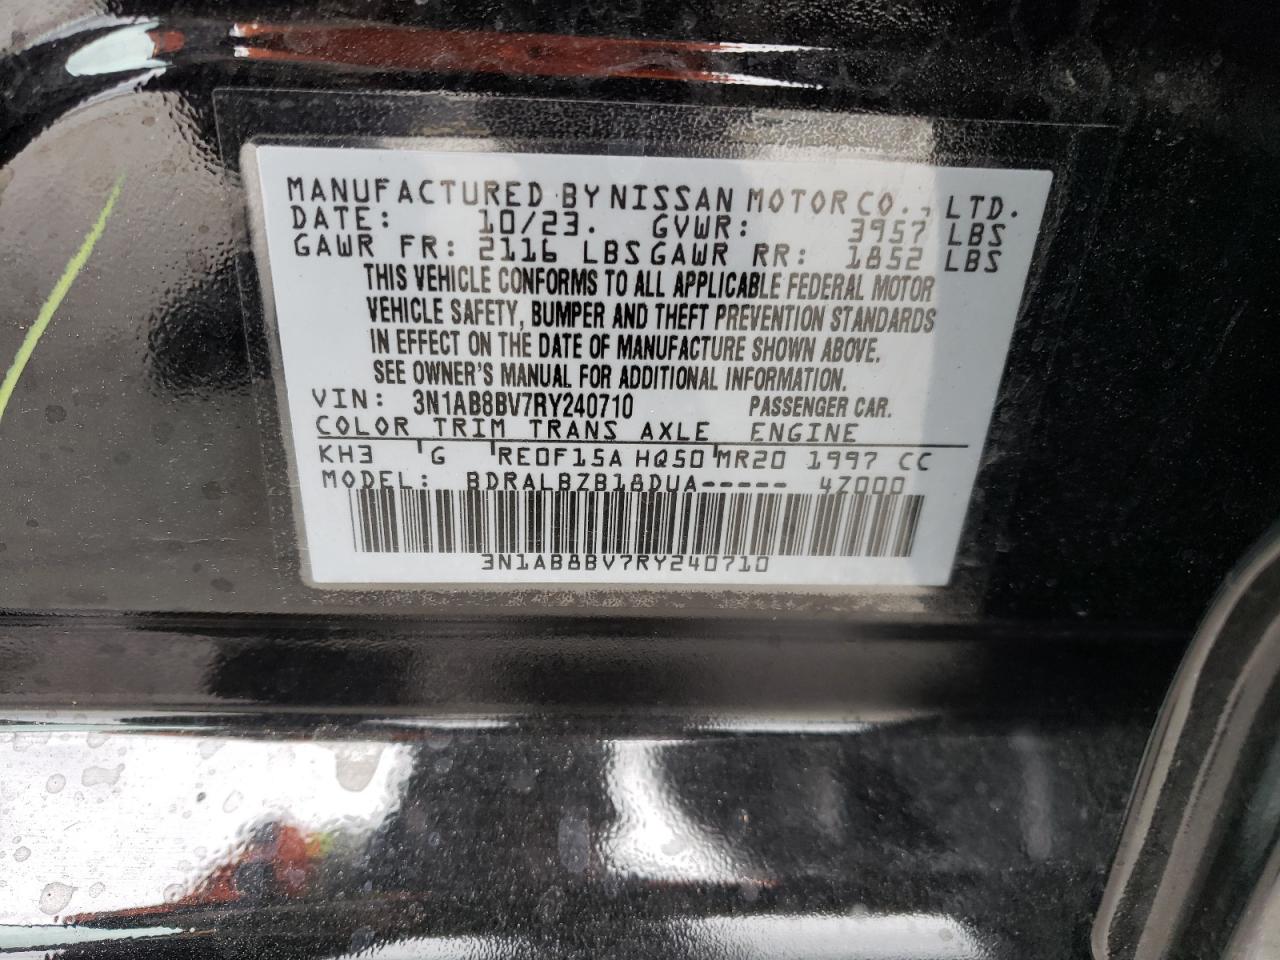 MANUFACTURED BY NISSAN MOTOR CO., LTD.
DATE: 10/23. GVWR: 3957 LBS
GAWR FR: 2116 LBS GAWR RR: 1852 LBS
THIS VEHICLE CONFORMS TO ALL APPLICABLE FEDERAL MOTOR
VEHICLE SAFETY, BUMPER AND THEFT PREVENTION STANDARDS
IN EFFECT ON THE DATE OF MANUFACTURE SHOWN ABOVE.
SEE OWNER'S MANUAL FOR ADDITIONAL INFORMATION.
VIN: 3N1AB8BV7RY240710 PASSENGER CAR.
COLOR TRIM TRANS AXLE ENGINE
KH3 G RE0F15A HQ50 MR20 1997 CC
MODEL: BDRALBZB18DUA----- 4Z000
3N1AB8BV7RY240710